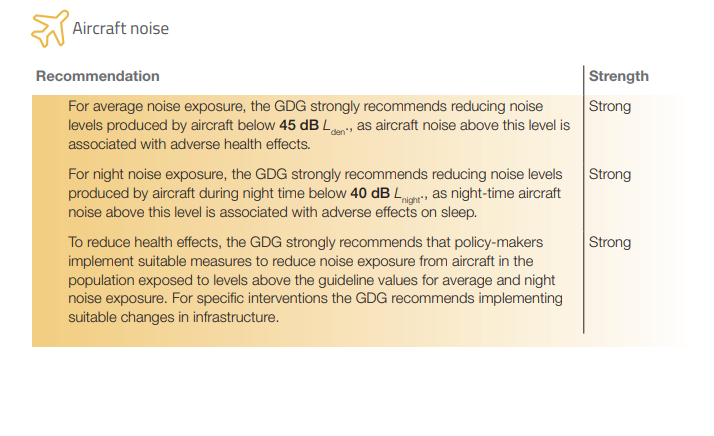 Aircraft noise
Recommendation Strength
For average noise exposure, the GDG strongly recommends reducing noise Strong
levels produced by aircraft below 45 dB Lden., as aircraft noise above this level is
associated with adverse health effects.
For night noise exposure, the GDG strongly recommends reducing noise levels Strong
produced by aircraft during night time below 40 dB Lnight., as night-time aircraft
noise above this level is associated with adverse effects on sleep.
To reduce health effects, the GDG strongly recommends that policy-makers Strong
implement suitable measures to reduce noise exposure from aircraft in the
population exposed to levels above the guideline values for average and night
noise exposure. For specific interventions the GDG recommends implementing
suitable changes in infrastructure.